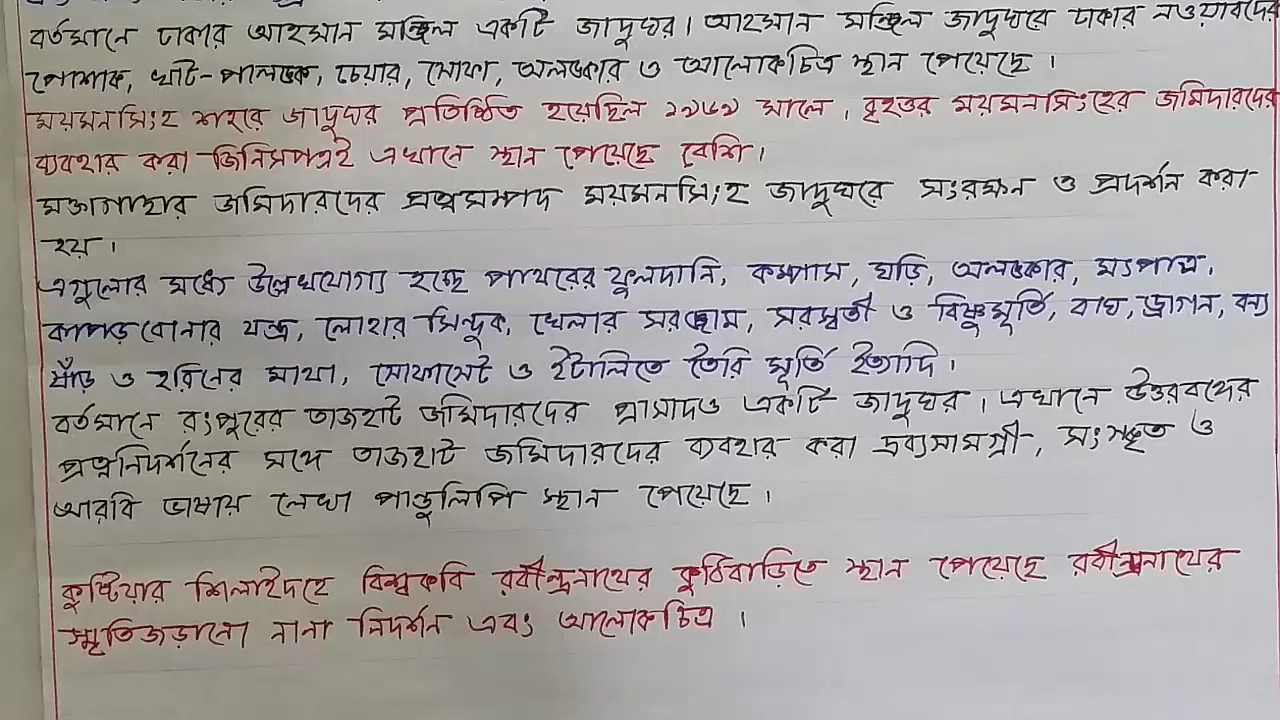 বর্তমানে ঢাকার আহসান মঞ্জিল একটি জাদুঘর। আহসান মঞ্জিল জাদুঘরে ঢাকার নওয়াবদের
পোশাক, খাট-পালঙ্ক, চেয়ার, সোফা, অলঙ্কার ও আলোকচিত্র স্থান পেয়েছে।
ময়মনসিংহ শহরে জাদুঘর প্রতিষ্ঠিত হয়েছিল ১৯৬৯ সালে। বৃহত্তর ময়মনসিংহের জমিদারদের
ব্যবহার করা জিনিসপত্রই এখানে স্থান পেয়েছে বেশি।
মুক্তাগাছার জমিদারদের প্রত্নসম্পদ ময়মনসিংহ জাদুঘরে সংরক্ষন ও প্রদর্শন করা
হয়।
এগুলোর মধ্যে উল্লেখযোগ্য হচ্ছে পাথরের ফুলদানি, কম্পাস, ঘড়ি, অলঙ্কার, মৃৎপাত্র,
কাপড় বোনার যন্ত্র, লোহার সিন্দুক, খেলার সরঞ্জাম, সরস্বতী ও বিষ্ণুমূর্তি, বাঘ, ড্রাগন, বন্য
ষাঁড় ও হরিনের মাথা, সোফাসেট ও ইটালিতে তৈরি মূর্তি ইত্যাদি।
বর্তমানে রংপুরের তাজহাট জমিদারদের প্রাসাদও একটি জাদুঘর। এখানে উত্তরবঙ্গের
প্রত্ননিদর্শনের মধ্যে তাজহাট জমিদারদের ব্যবহার করা দ্রব্যসামগ্রী, সংস্কৃত ও
আরবি ভাষায় লেখা পান্ডুলিপি স্থান পেয়েছে।
কুষ্টিয়ার শিলাইদহে বিশ্বকবি রবীন্দ্রনাথের কুঠিবাড়িতে স্থান পেয়েছে রবীন্দ্রনাথের
স্মৃতিজড়ানো নানা নিদর্শন এবং আলোকচিত্র।